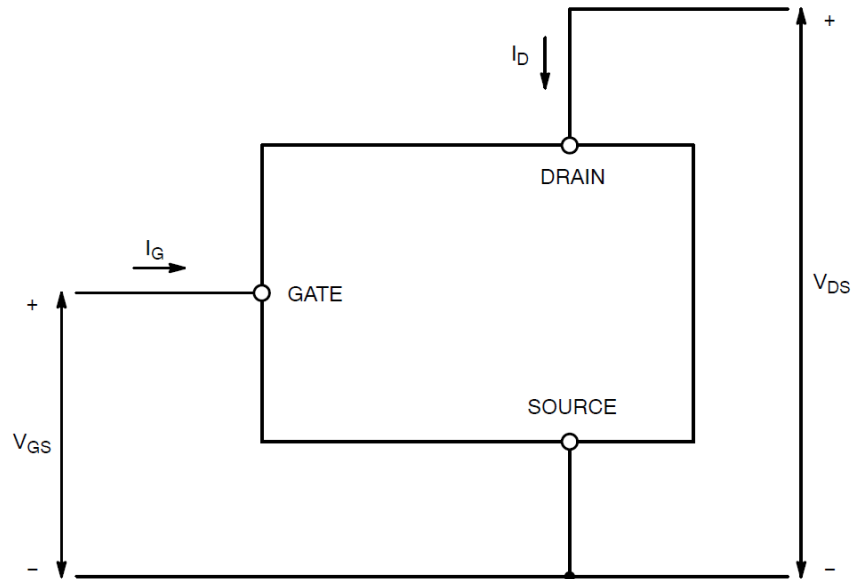 +
I_D
DRAIN
I_G
V_DS
GATE
+
SOURCE
V_GS
−
−